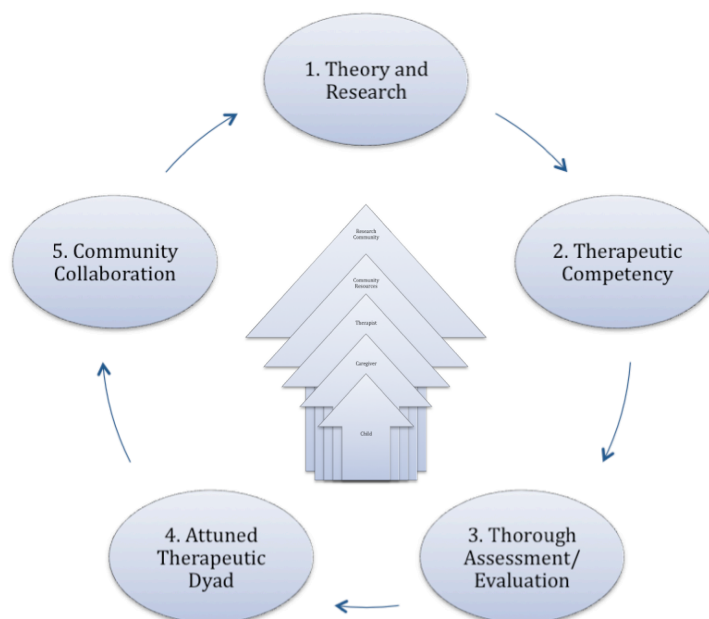 1. Theory and
Research
2. Therapeutic
Competency
3. Thorough
Assessment/
Evaluation
4. Attuned
Therapeutic
Dyad
5. Community
Collaboration
Research
Community
Community
Resources
Therapist
Caregiver
Child